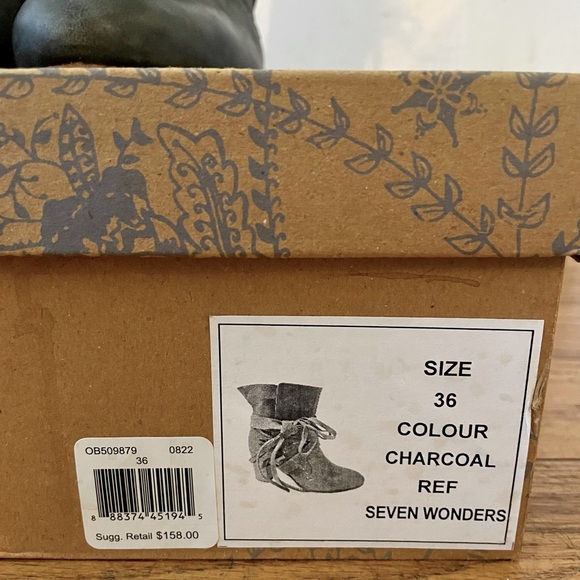 SIZE
36
COLOUR
CHARCOAL
REF
SEVEN WONDERS
OB509879 0822
36
8 88374 45194 5
Sugg. Retail $158.00